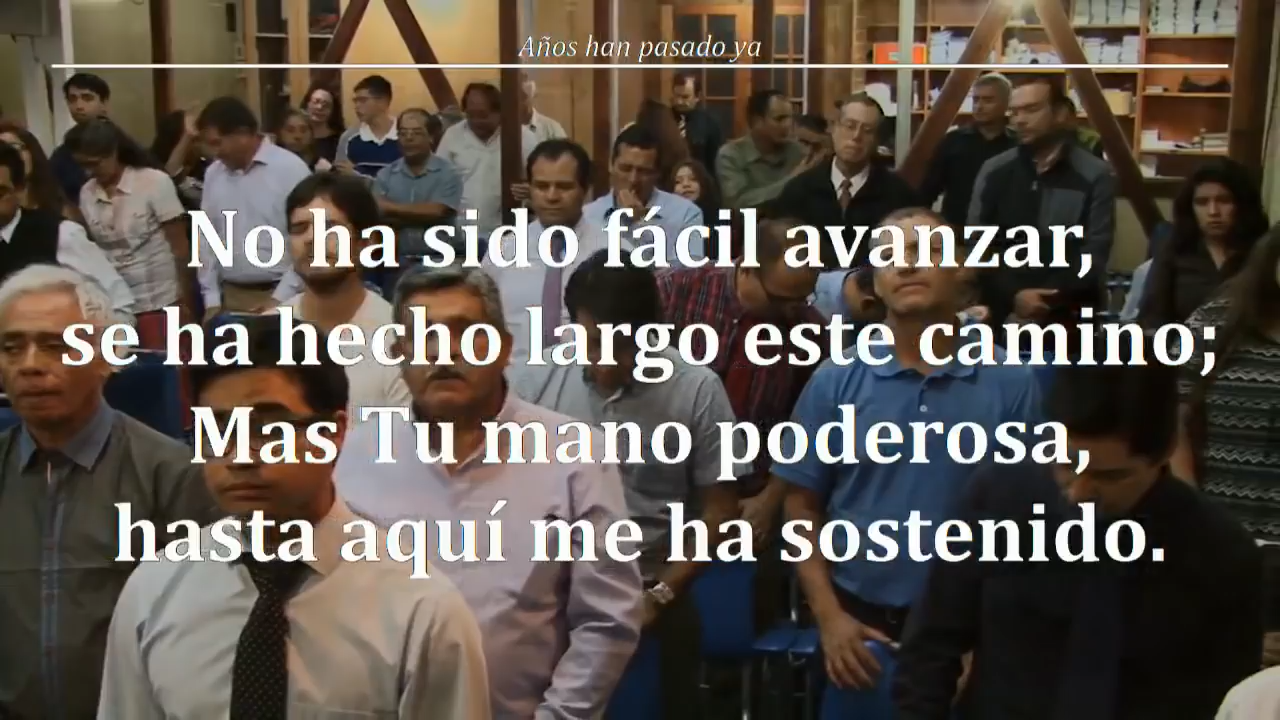 Años han pasado ya
No ha sido fácil avanzar,
se ha hecho largo este camino;
Mas Tu mano poderosa,
hasta aquí me ha sostenido.